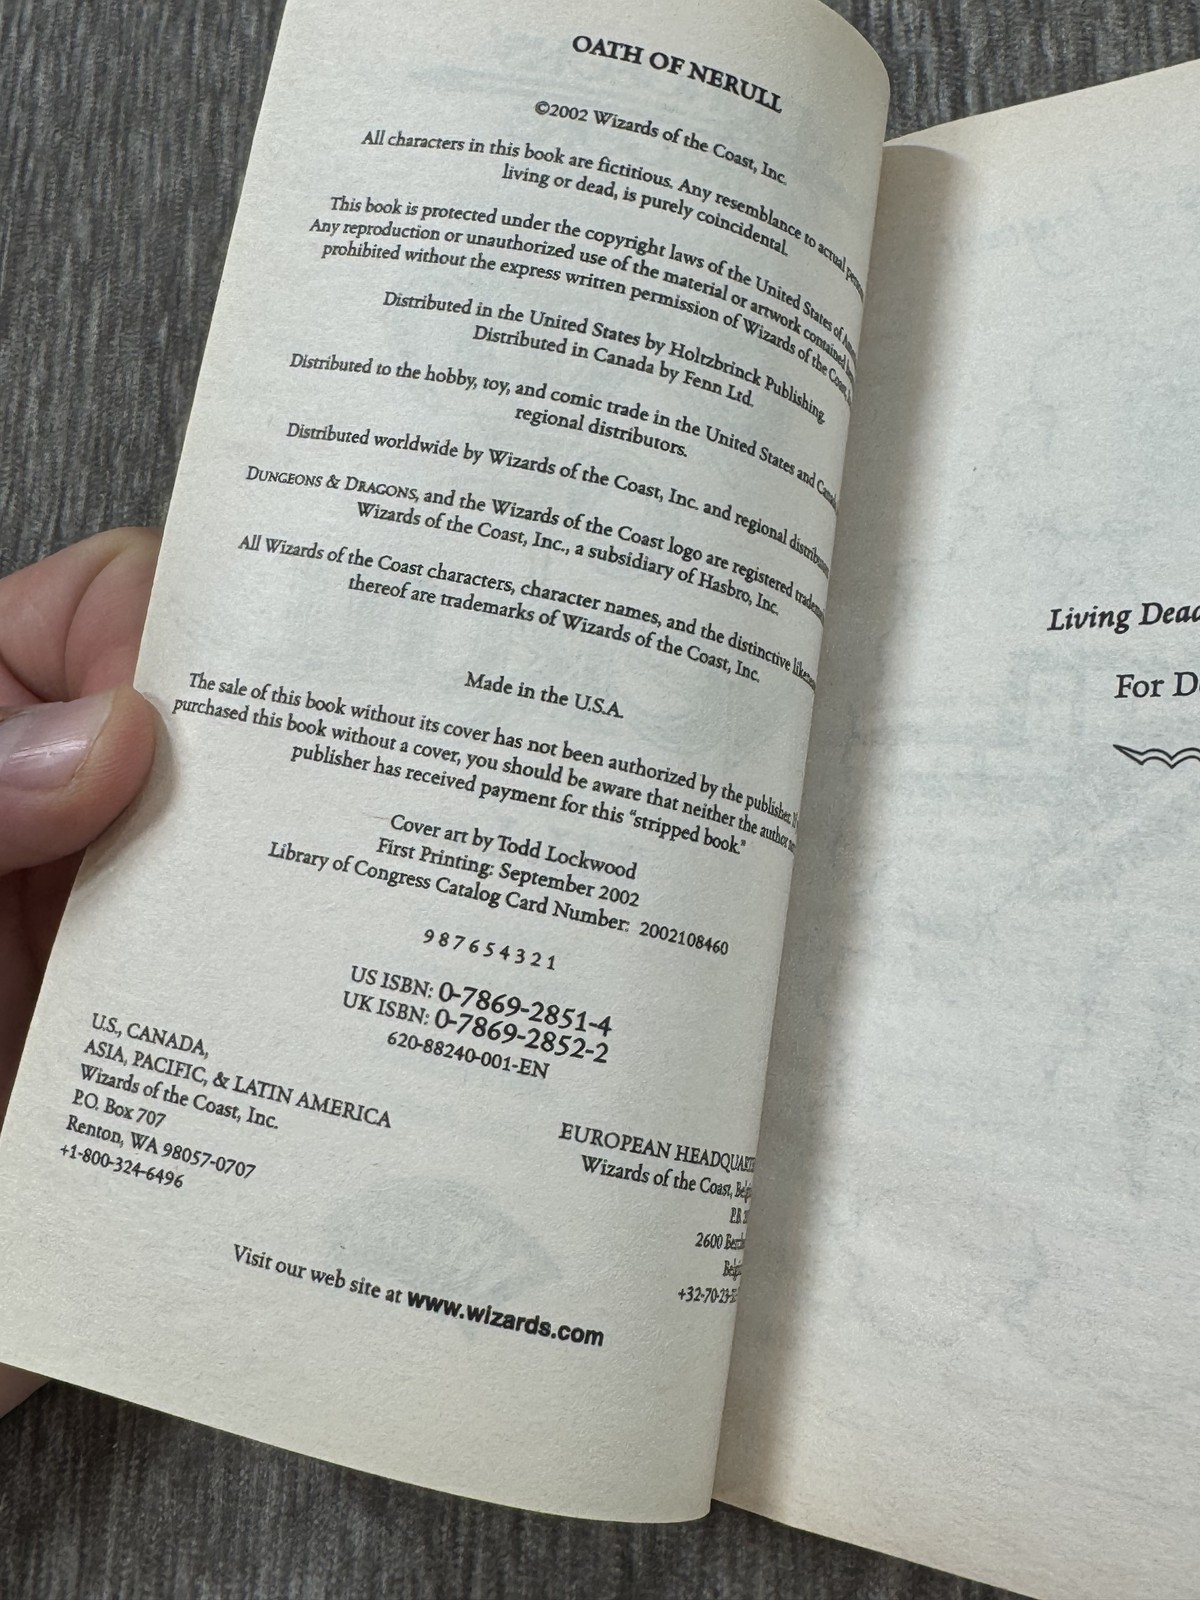 OATH OF NERULL
©2002 Wizards of the Coast, Inc.
All characters in this book are fictitious. Any resemblance to actual
living or dead, is purely coincidental.
This book is protected under the copyright laws of the United States of
Any reproduction or unauthorized use of the material or artwork contained
prohibited without the express written permission of Wizards of the Coast,
Distributed in the United States by Holtzbrinck Publishing.
Distributed in Canada by Fenn Ltd.
Distributed to the hobby, toy, and comic trade in the United States and
regional distributors.
Distributed worldwide by Wizards of the Coast, Inc. and regional
DUNGEONS & DRAGONS, and the Wizards of the Coast logo are registered
Wizards of the Coast, Inc., a subsidiary of Hasbro, Inc.
All Wizards of the Coast characters, character names, and the distinctive
thereof are trademarks of Wizards of the Coast, Inc.
Made in the U.S.A.
The sale of this book without its cover has not been authorized by the publisher.
purchased this book without a cover, you should be aware that neither the author
publisher has received payment for this “stripped book.”
Cover art by Todd Lockwood
First Printing: September 2002
Library of Congress Catalog Card Number: 2002108460
9 8 7 6 5 4 3 2 1
US ISBN: 0-7869-2851-4
UK ISBN: 0-7869-2852-2
620-88240-001-EN
U.S., CANADA,
ASIA, PACIFIC, & LATIN AMERICA
Wizards of the Coast, Inc.
P.O. Box 707
Renton, WA 98057-0707
+1-800-324-6496
EUROPEAN
Wizards of the Coast,
P.B.
2600
Visit our web site at www.wizards.com
Living
For